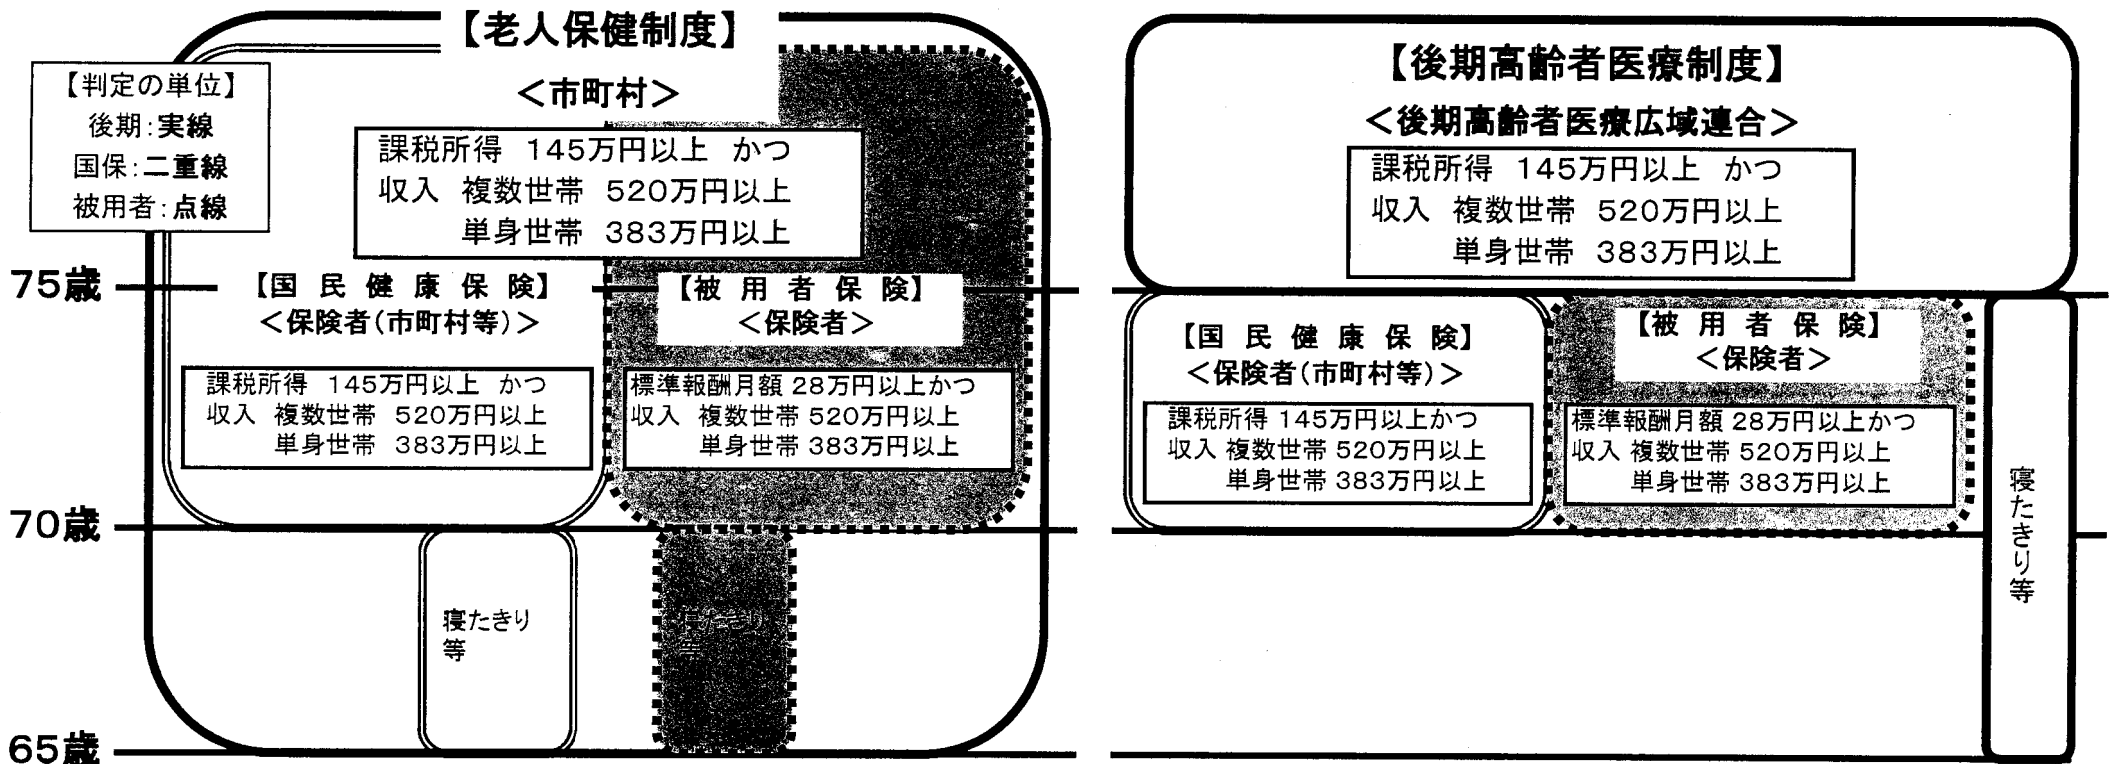 【老人保健制度】
<市町村>
【判定の単位】
後期：実線
国保：二重線
被用者：点線
課税所得 145万円以上 かつ
収入 複数世帯 520万円以上
単身世帯 383万円以上
75歳
【国民健康保険】
<保険者(市町村等)>
課税所得 145万円以上 かつ
収入 複数世帯 520万円以上
単身世帯 383万円以上
【被用者保険】
<保険者>
標準報酬月額 28万円以上かつ
収入 複数世帯 520万円以上
単身世帯 383万円以上
70歳
寝たきり
等
寝たきり
等
65歳
【後期高齢者医療制度】
<後期高齢者医療広域連合>
課税所得 145万円以上 かつ
収入 複数世帯 520万円以上
単身世帯 383万円以上
【国民健康保険】
<保険者(市町村等)>
課税所得 145万円以上かつ
収入 複数世帯 520万円以上
単身世帯 383万円以上
【被用者保険】
<保険者>
標準報酬月額 28万円以上かつ
収入 複数世帯 520万円以上
単身世帯 383万円以上
寝たきり等